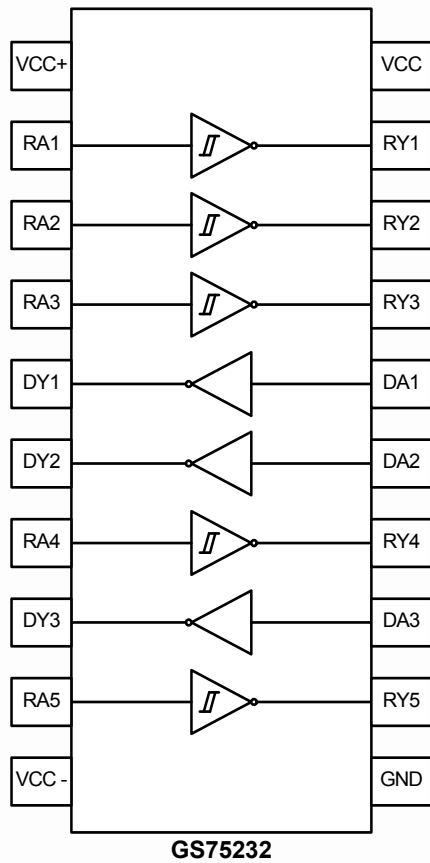 VCC+ VCC
RA1 RY1
RA2 RY2
RA3 RY3
DY1 DA1
DY2 DA2
RA4 RY4
DY3 DA3
RA5 RY5
VCC - GND
GS75232